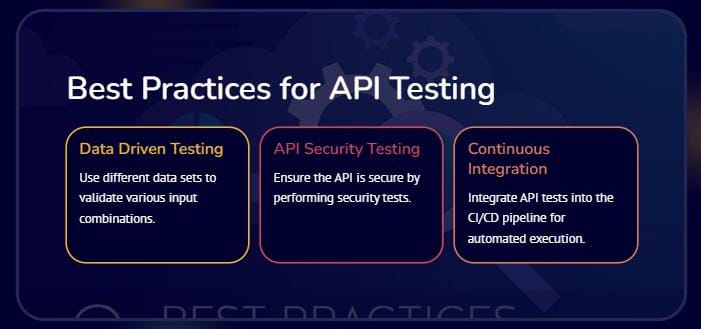 Best Practices for API Testing
Data Driven Testing
Use different data sets to
validate various input
combinations.
API Security Testing
Ensure the API is secure by
performing security tests.
Continuous
Integration
Integrate API tests into the
CI/CD pipeline for
automated execution.
BEST PRACTICES